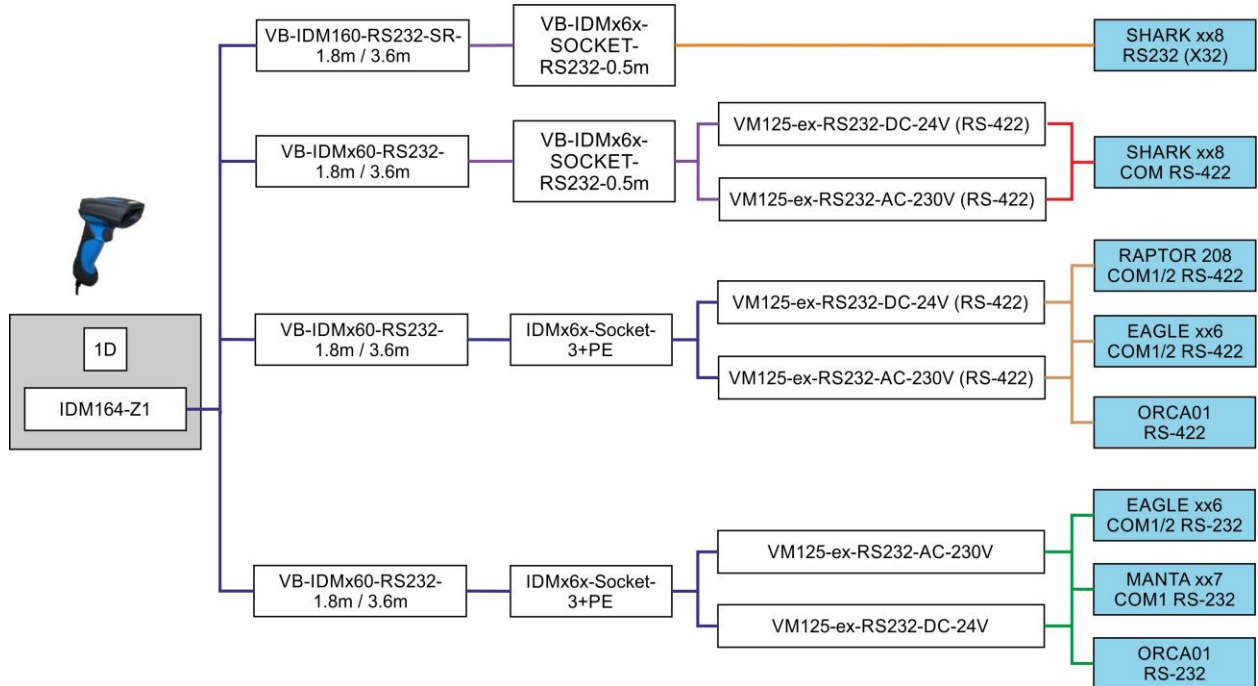 VB-IDM160-RS232-SR-
1.8m / 3.6m
VB-IDMx6x-
SOCKET-
RS232-0.5m
SHARK xx8
RS232 (X32)
VB-IDMx60-RS232-
1.8m / 3.6m
VB-IDMx6x-
SOCKET-
RS232-0.5m
VM125-ex-RS232-DC-24V (RS-422)
VM125-ex-RS232-AC-230V (RS-422)
SHARK xx8
COM RS-422
1D
IDM164-Z1
VB-IDMx60-RS232-
1.8m / 3.6m
IDMx6x-Socket-
3+PE
VM125-ex-RS232-DC-24V (RS-422)
VM125-ex-RS232-AC-230V (RS-422)
RAPTOR 208
COM1/2 RS-422
EAGLE xx6
COM1/2 RS-422
ORCA01
RS-422
VB-IDMx60-RS232-
1.8m / 3.6m
IDMx6x-Socket-
3+PE
VM125-ex-RS232-AC-230V
VM125-ex-RS232-DC-24V
EAGLE xx6
COM1/2 RS-232
MANTA xx7
COM1 RS-232
ORCA01
RS-232